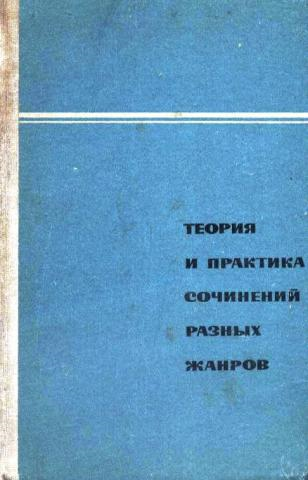 ТЕОРИЯ
И ПРАКТИКА
СОЧИНЕНИЙ
РАЗНЫХ
ЖАНРОВ